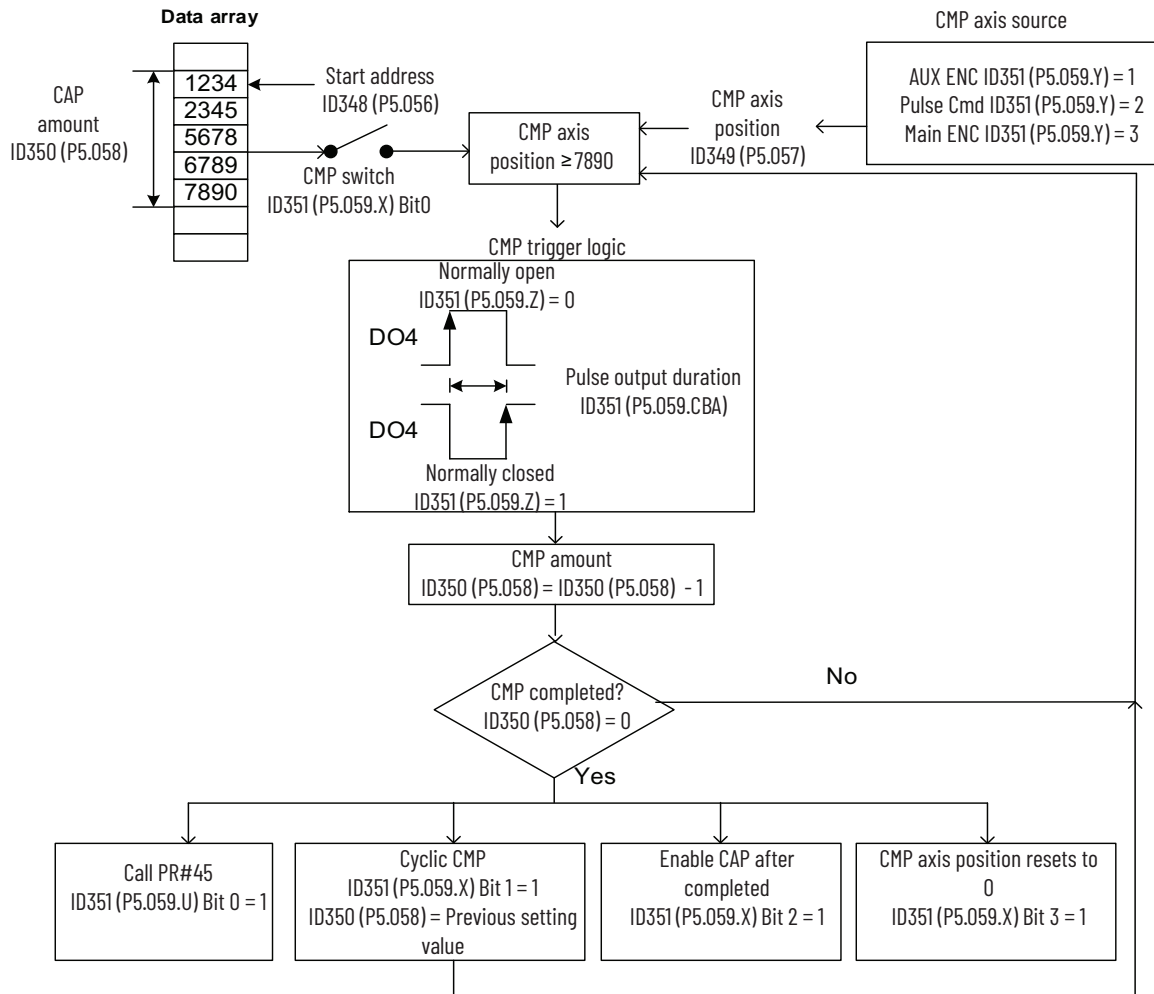 Data array
1234
2345
5678
6789
7890
CAP
amount
ID350 (P5.058)
Start address
ID348 (P5.056)
CMP switch
ID351 (P5.059.X) Bit0
CMP axis
position ≥7890
CMP axis
position
ID349 (P5.057)
CMP axis source
AUX ENC ID351 (P5.059.Y) = 1
Pulse Cmd ID351 (P5.059.Y) = 2
Main ENC ID351 (P5.059.Y) = 3
CMP trigger logic
Normally open
ID351 (P5.059.Z) = 0
DO4
Pulse output duration
ID351 (P5.059.CBA)
DO4
Normally closed
ID351 (P5.059.Z) = 1
CMP amount
ID350 (P5.058) = ID350 (P5.058) - 1
CMP completed?
ID350 (P5.058) = 0
No
Yes
Call PR#45
ID351 (P5.059.U) Bit 0 = 1
Cyclic CMP
ID351 (P5.059.X) Bit 1 = 1
ID350 (P5.058) = Previous setting
value
Enable CAP after
completed
ID351 (P5.059.X) Bit 2 = 1
CMP axis position resets to
0
ID351 (P5.059.X) Bit 3 = 1